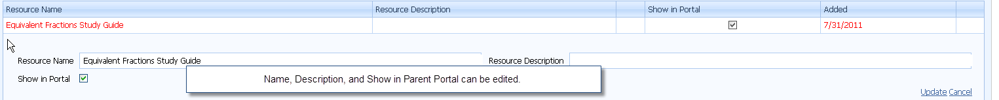 Resource Name Resource Description Show in Portal Added
Equivalent Fractions Study Guide 7/31/2011
Resource Name Equivalent Fractions Study Guide Resource Description
Show in Portal
Name, Description, and Show in Parent Portal can be edited.
Update Cancel